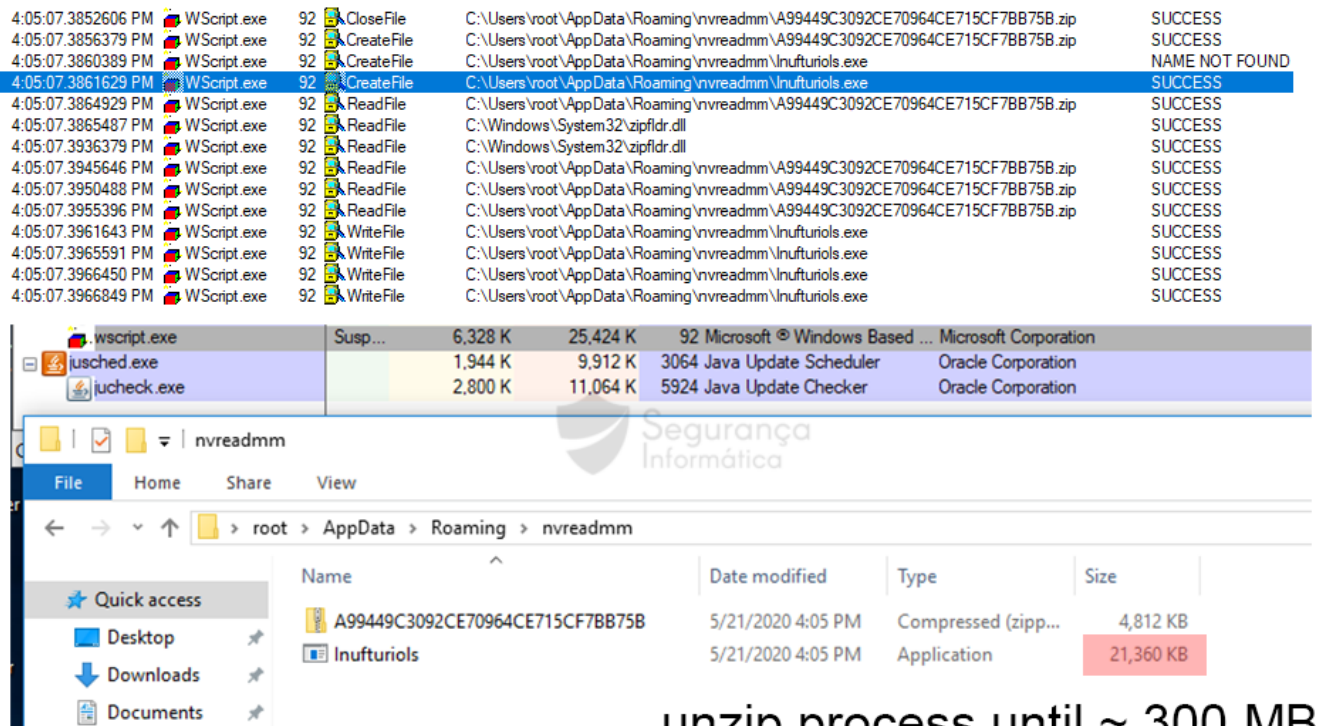 4:05:07.3852606 PM WScript.exe 92 CloseFile C:\Users\root\AppData\Roaming\nvreadmm\A99449C3092CE70964CE715CF7BB75B.zip SUCCESS
4:05:07.3856379 PM WScript.exe 92 CreateFile C:\Users\root\AppData\Roaming\nvreadmm\A99449C3092CE70964CE715CF7BB75B.zip SUCCESS
4:05:07.3860389 PM WScript.exe 92 CreateFile C:\Users\root\AppData\Roaming\nvreadmm\lnufturiols.exe NAME NOT FOUND
4:05:07.3861629 PM WScript.exe 92 CreateFile C:\Users\root\AppData\Roaming\nvreadmm\lnufturiols.exe SUCCESS
4:05:07.3864929 PM WScript.exe 92 ReadFile C:\Users\root\AppData\Roaming\nvreadmm\A99449C3092CE70964CE715CF7BB75B.zip SUCCESS
4:05:07.3865487 PM WScript.exe 92 ReadFile C:\Windows\System32\zipfldr.dll SUCCESS
4:05:07.3936379 PM WScript.exe 92 ReadFile C:\Windows\System32\zipfldr.dll SUCCESS
4:05:07.3945646 PM WScript.exe 92 ReadFile C:\Users\root\AppData\Roaming\nvreadmm\A99449C3092CE70964CE715CF7BB75B.zip SUCCESS
4:05:07.3950488 PM WScript.exe 92 ReadFile C:\Users\root\AppData\Roaming\nvreadmm\A99449C3092CE70964CE715CF7BB75B.zip SUCCESS
4:05:07.3955396 PM WScript.exe 92 ReadFile C:\Users\root\AppData\Roaming\nvreadmm\A99449C3092CE70964CE715CF7BB75B.zip SUCCESS
4:05:07.3961643 PM WScript.exe 92 WriteFile C:\Users\root\AppData\Roaming\nvreadmm\lnufturiols.exe SUCCESS
4:05:07.3965591 PM WScript.exe 92 WriteFile C:\Users\root\AppData\Roaming\nvreadmm\lnufturiols.exe SUCCESS
4:05:07.3966450 PM WScript.exe 92 WriteFile C:\Users\root\AppData\Roaming\nvreadmm\lnufturiols.exe SUCCESS
4:05:07.3966849 PM WScript.exe 92 WriteFile C:\Users\root\AppData\Roaming\nvreadmm\lnufturiols.exe SUCCESS
wscript.exe Susp... 6,328 K 25,424 K 92 Microsoft ® Windows Based ... Microsoft Corporation
jusched.exe 1,944 K 9,912 K 3064 Java Update Scheduler Oracle Corporation
jucheck.exe 2,800 K 11,064 K 5924 Java Update Checker Oracle Corporation
Segurança
Informática
nvreadmm
File Home Share View
root > AppData > Roaming > nvreadmm
Name Date modified Type Size
Quick access
A99449C3092CE70964CE715CF7BB75B 5/21/2020 4:05 PM Compressed (zipp... 4,812 KB
Desktop
lnufturiols 5/21/2020 4:05 PM Application 21,360 KB
Downloads
Documents
unzip process until ~ 300 MB